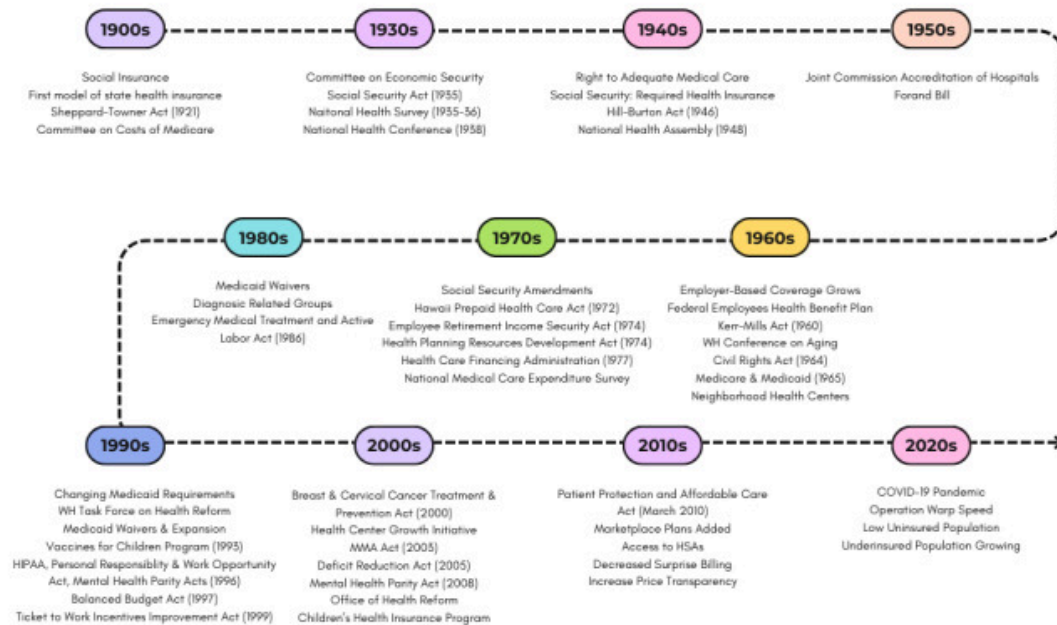 1900s
Social Insurance
First model of state health insurance
Sheppard-Towner Act (1921)
Committee on Costs of Medicare
1930s
Committee on Economic Security
Social Security Act (1935)
Naitonal Health Survey (1935-36)
National Health Conference (1938)
1940s
Right to Adequate Medical Care
Social Security: Required Health Insurance
Hill-Burton Act (1946)
National Health Assembly (1948)
1950s
Joint Commission Accreditation of Hospitals
Forand Bill
1960s
Employer-Based Coverage Grows
Federal Employees Health Benefit Plan
Kerr-Mills Act (1960)
WH Conference on Aging
Civil Rights Act (1964)
Medicare & Medicaid (1965)
Neighborhood Health Centers
1970s
Social Security Amendments
Hawaii Prepaid Health Care Act (1972)
Employee Retirement Income Security Act (1974)
Health Planning Resources Development Act (1974)
Health Care Financing Administration (1977)
National Medical Care Expenditure Survey
1980s
Medicaid Waivers
Diagnosic Related Groups
Emergency Medical Treatment and Active
Labor Act (1986)
1990s
Changing Medicaid Requirements
WH Task Force on Health Reform
Medicaid Waivers & Expansion
Vaccines for Children Program (1993)
HIPAA, Personal Responsiblity & Work Opportunity
Act, Mental Health Parity Acts (1996)
Balanced Budget Act (1997)
Ticket to Work Incentives Improvement Act (1999)
2000s
Breast & Cervical Cancer Treatment &
Prevention Act (2000)
Health Center Growth Initiative
MMA Act (2003)
Deficit Reduction Act (2005)
Mental Health Parity Act (2008)
Office of Health Reform
Children's Health Insurance Program
2010s
Patient Protection and Affordable Care
Act (March 2010)
Marketplace Plans Added
Access to HSAs
Decreased Surprise Billing
Increase Price Transparency
2020s
COVID-19 Pandemic
Operation Warp Speed
Low Uninsured Population
Underinsured Population Growing